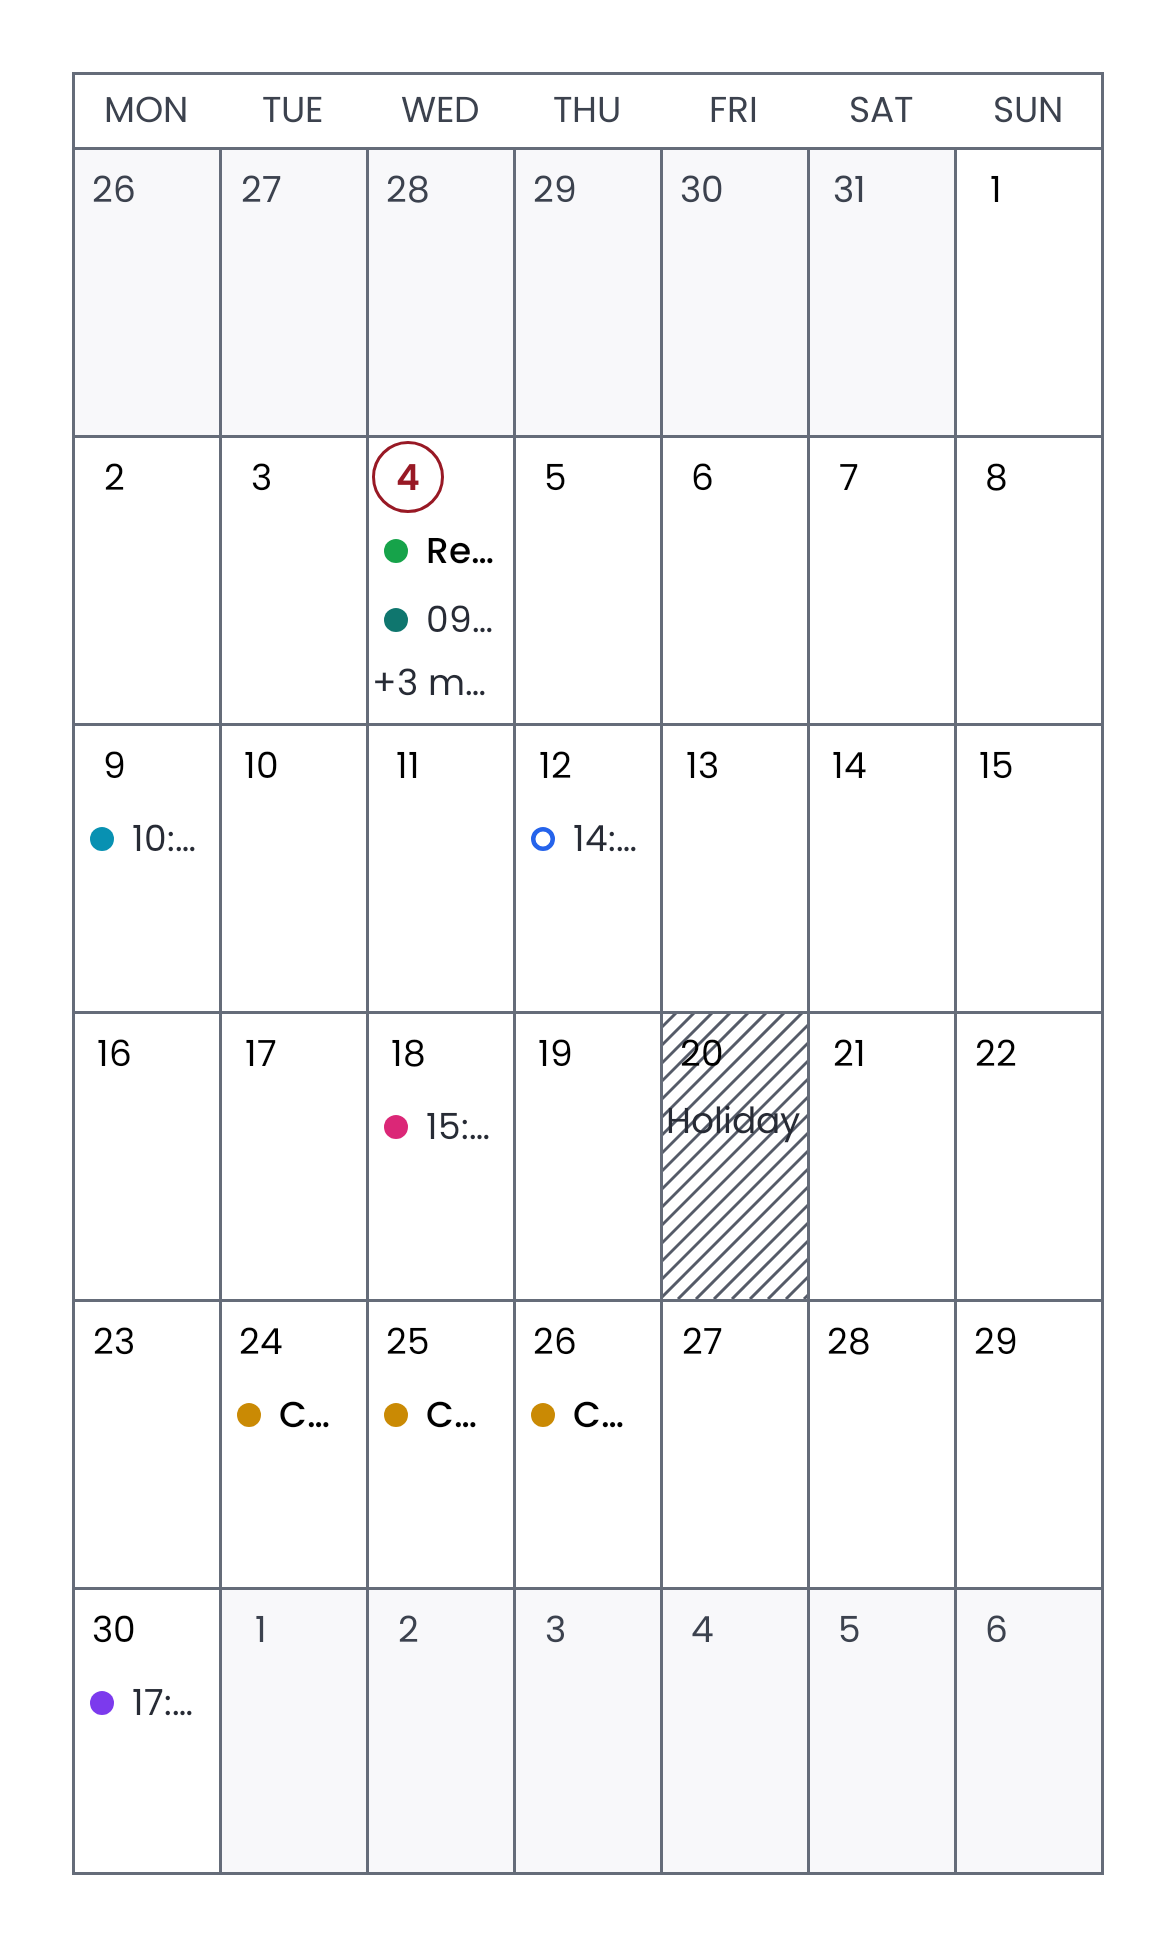 MON TUE WED THU FRI SAT SUN
26 27 28 29 30 31 1
2 3 4 5 6 7 8
Re...
09...
+3 m...
9 10 11 12 13 14 15
10:... 14:...
16 17 18 19 20 21 22
15:... Holiday
23 24 25 26 27 28 29
C... C... C...
30 1 2 3 4 5 6
17:...